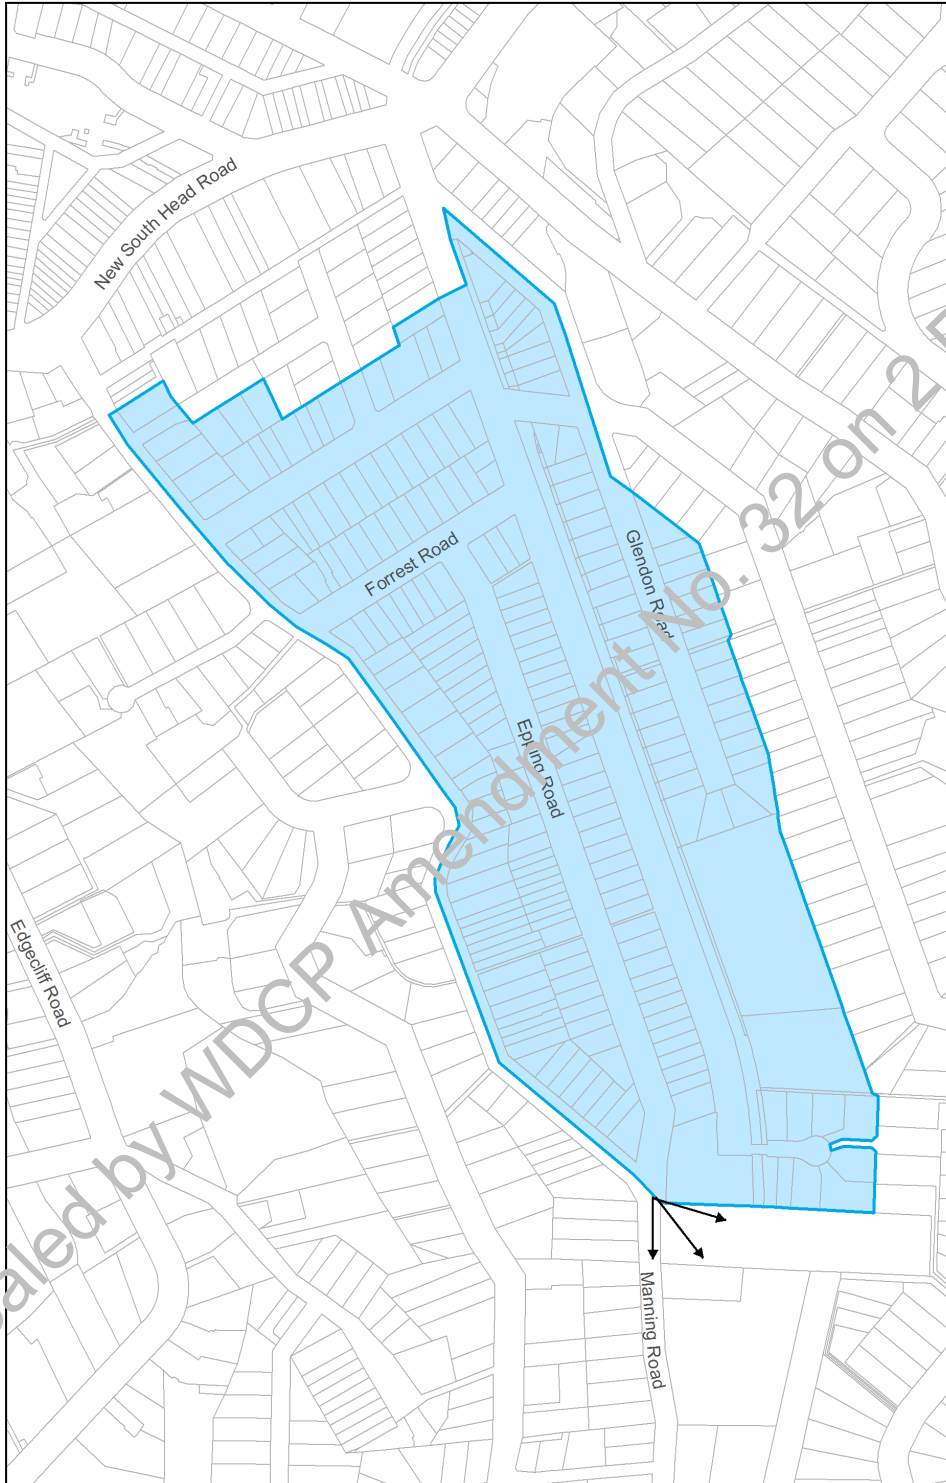 New South Head Road
Forrest Road
Glendon Road
Epping Road
Edgecliff Road
Manning Road
aled by WDCP Amendment No. 32 on 2